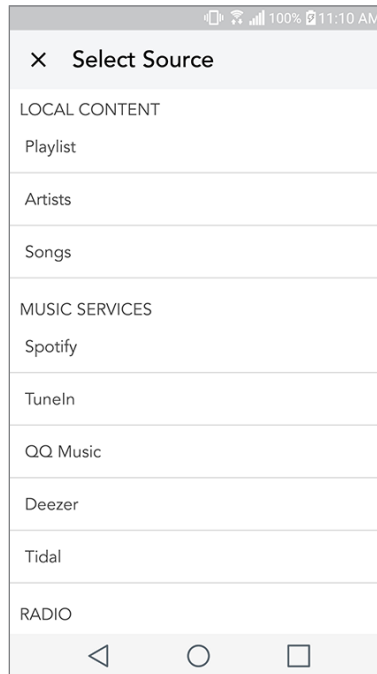 100% 11:10 AM
Select Source
LOCAL CONTENT
Playlist
Artists
Songs
MUSIC SERVICES
Spotify
TuneIn
QQ Music
Deezer
Tidal
RADIO